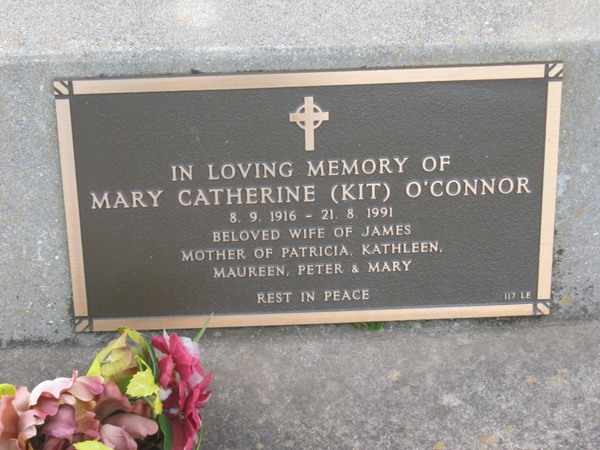 IN LOVING MEMORY OF
MARY CATHERINE (KIT) O'CONNOR
8. 9. 1916 - 21. 8. 1991
BELOVED WIFE OF JAMES
MOTHER OF PATRICIA, KATHLEEN,
MAUREEN, PETER & MARY
REST IN PEACE
117 LE